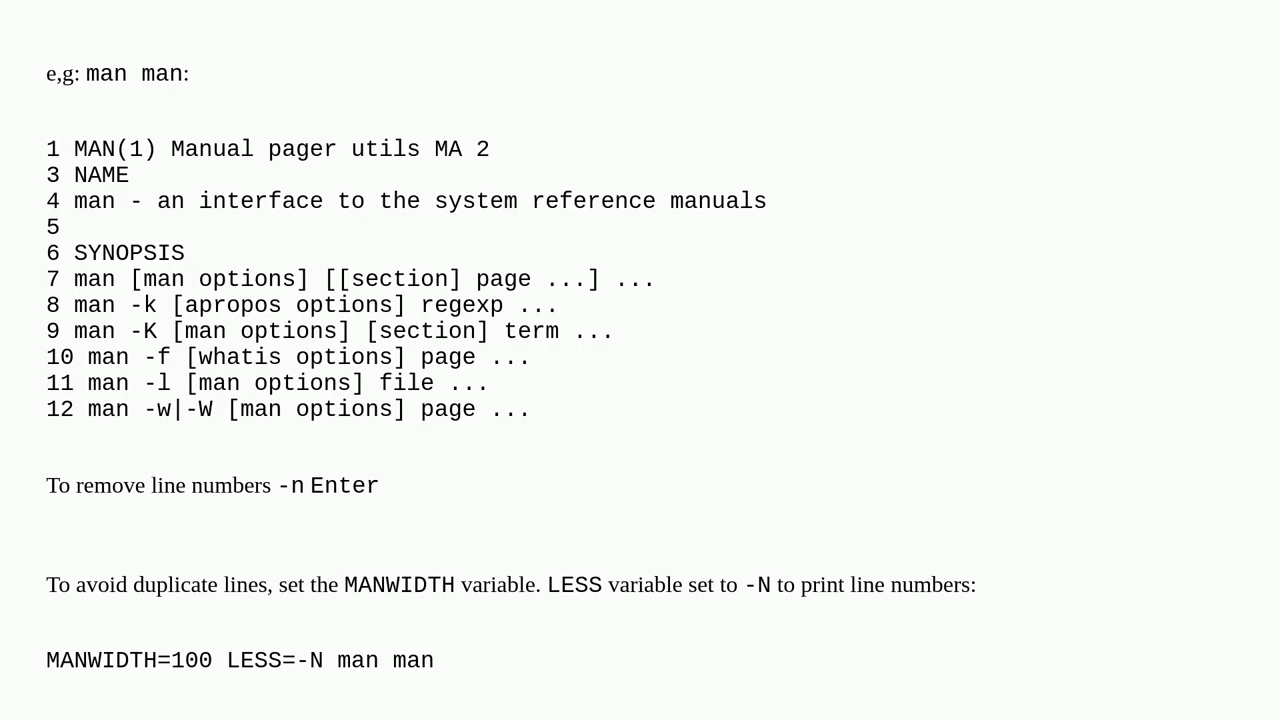 e,g: man man:
1 MAN(1) Manual pager utils MA 2
3 NAME
4 man - an interface to the system reference manuals
5
6 SYNOPSIS
7 man [man options] [[section] page ...] ...
8 man -k [apropos options] regexp ...
9 man -K [man options] [section] term ...
10 man -f [whatis options] page ...
11 man -l [man options] file ...
12 man -w|-W [man options] page ...
To remove line numbers -n Enter
To avoid duplicate lines, set the MANWIDTH variable. LESS variable set to -N to print line numbers:
MANWIDTH=100 LESS=-N man man